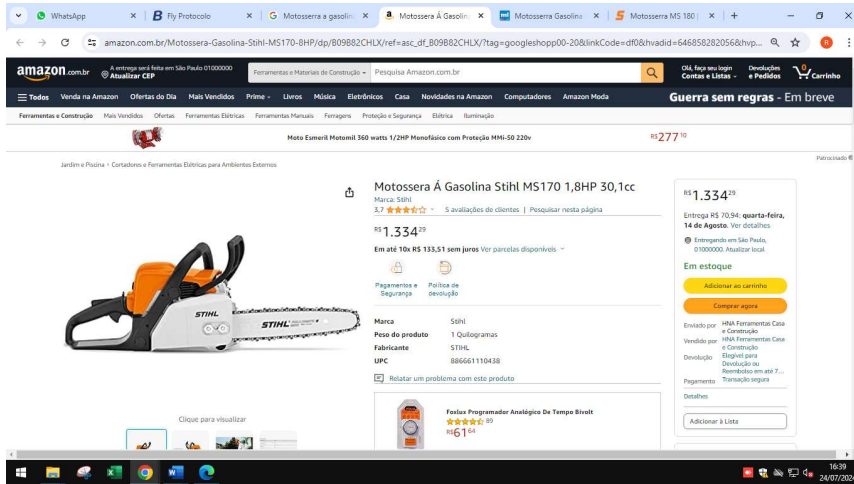 WhatsApp
Fly Protocolo
Motosserra a gasolin
Motossera Á Gasolin
Motosserra Gasolina
Motosserra MS 180
amazon.com.br/Motossera-Gasolina-Stihl-MS170-8HP/dp/B09B82CHLX/ref=asc_df_B09B82CHLX/?tag=googleshopp00-20&linkCode=df0&hvadid=646858282056&hvp...
amazon.com.br
A entrega será feita em São Paulo 01000000
Atualizar CEP
Ferramentas e Materiais de Construção
Pesquisa Amazon.com.br
Olá, faça seu login
Contas e Listas
Devoluções
e Pedidos
0
Carrinho
Todos
Venda na Amazon
Ofertas do Dia
Mais Vendidos
Prime
Livros
Música
Eletrônicos
Casa
Novidades na Amazon
Computadores
Amazon Moda
Guerra sem regras - Em breve
Ferramentas e Construção
Mais Vendidos
Ofertas
Ferramentas Elétricas
Ferramentas Manuais
Ferragens
Proteção e Segurança
Elétrica
Iluminação
Moto Esmeril Motomil 360 watts 1/2HP Monofásico com Proteção MMi-50 220v
R$277 10
Patrocinado
Jardim e Piscina › Cortadores e Ferramentas Elétricas para Ambientes Externos
STIHL
STIHL
Clique para visualizar
Motossera Á Gasolina Stihl MS170 1,8HP 30,1cc
Marca: Stihl
3,7
5 avaliações de clientes | Pesquisar nesta página
R$1.334 29
Em até 10x R$ 133,51 sem juros Ver parcelas disponíveis
Pagamentos e
Segurança
Política de
devolução
Marca Stihl
Peso do produto 1 Quilogramas
Fabricante STIHL
UPC 886661110438
Relatar um problema com este produto
Foxlux Programador Analógico De Tempo Bivolt
89
R$61 64
R$1.334 29
Entrega R$ 70,94: quarta-feira,
14 de Agosto. Ver detalhes
Entregando em São Paulo,
01000000. Atualizar local
Em estoque
Adicionar ao carrinho
Comprar agora
Enviado por HNA Ferramentas Casa
e Construção
Vendido por HNA Ferramentas Casa
e Construção
Devolução Elegível para
Devolução ou
Reembolso em até 7...
Pagamento Transação segura
Detalhes
Adicionar à Lista
16:39
24/07/2024